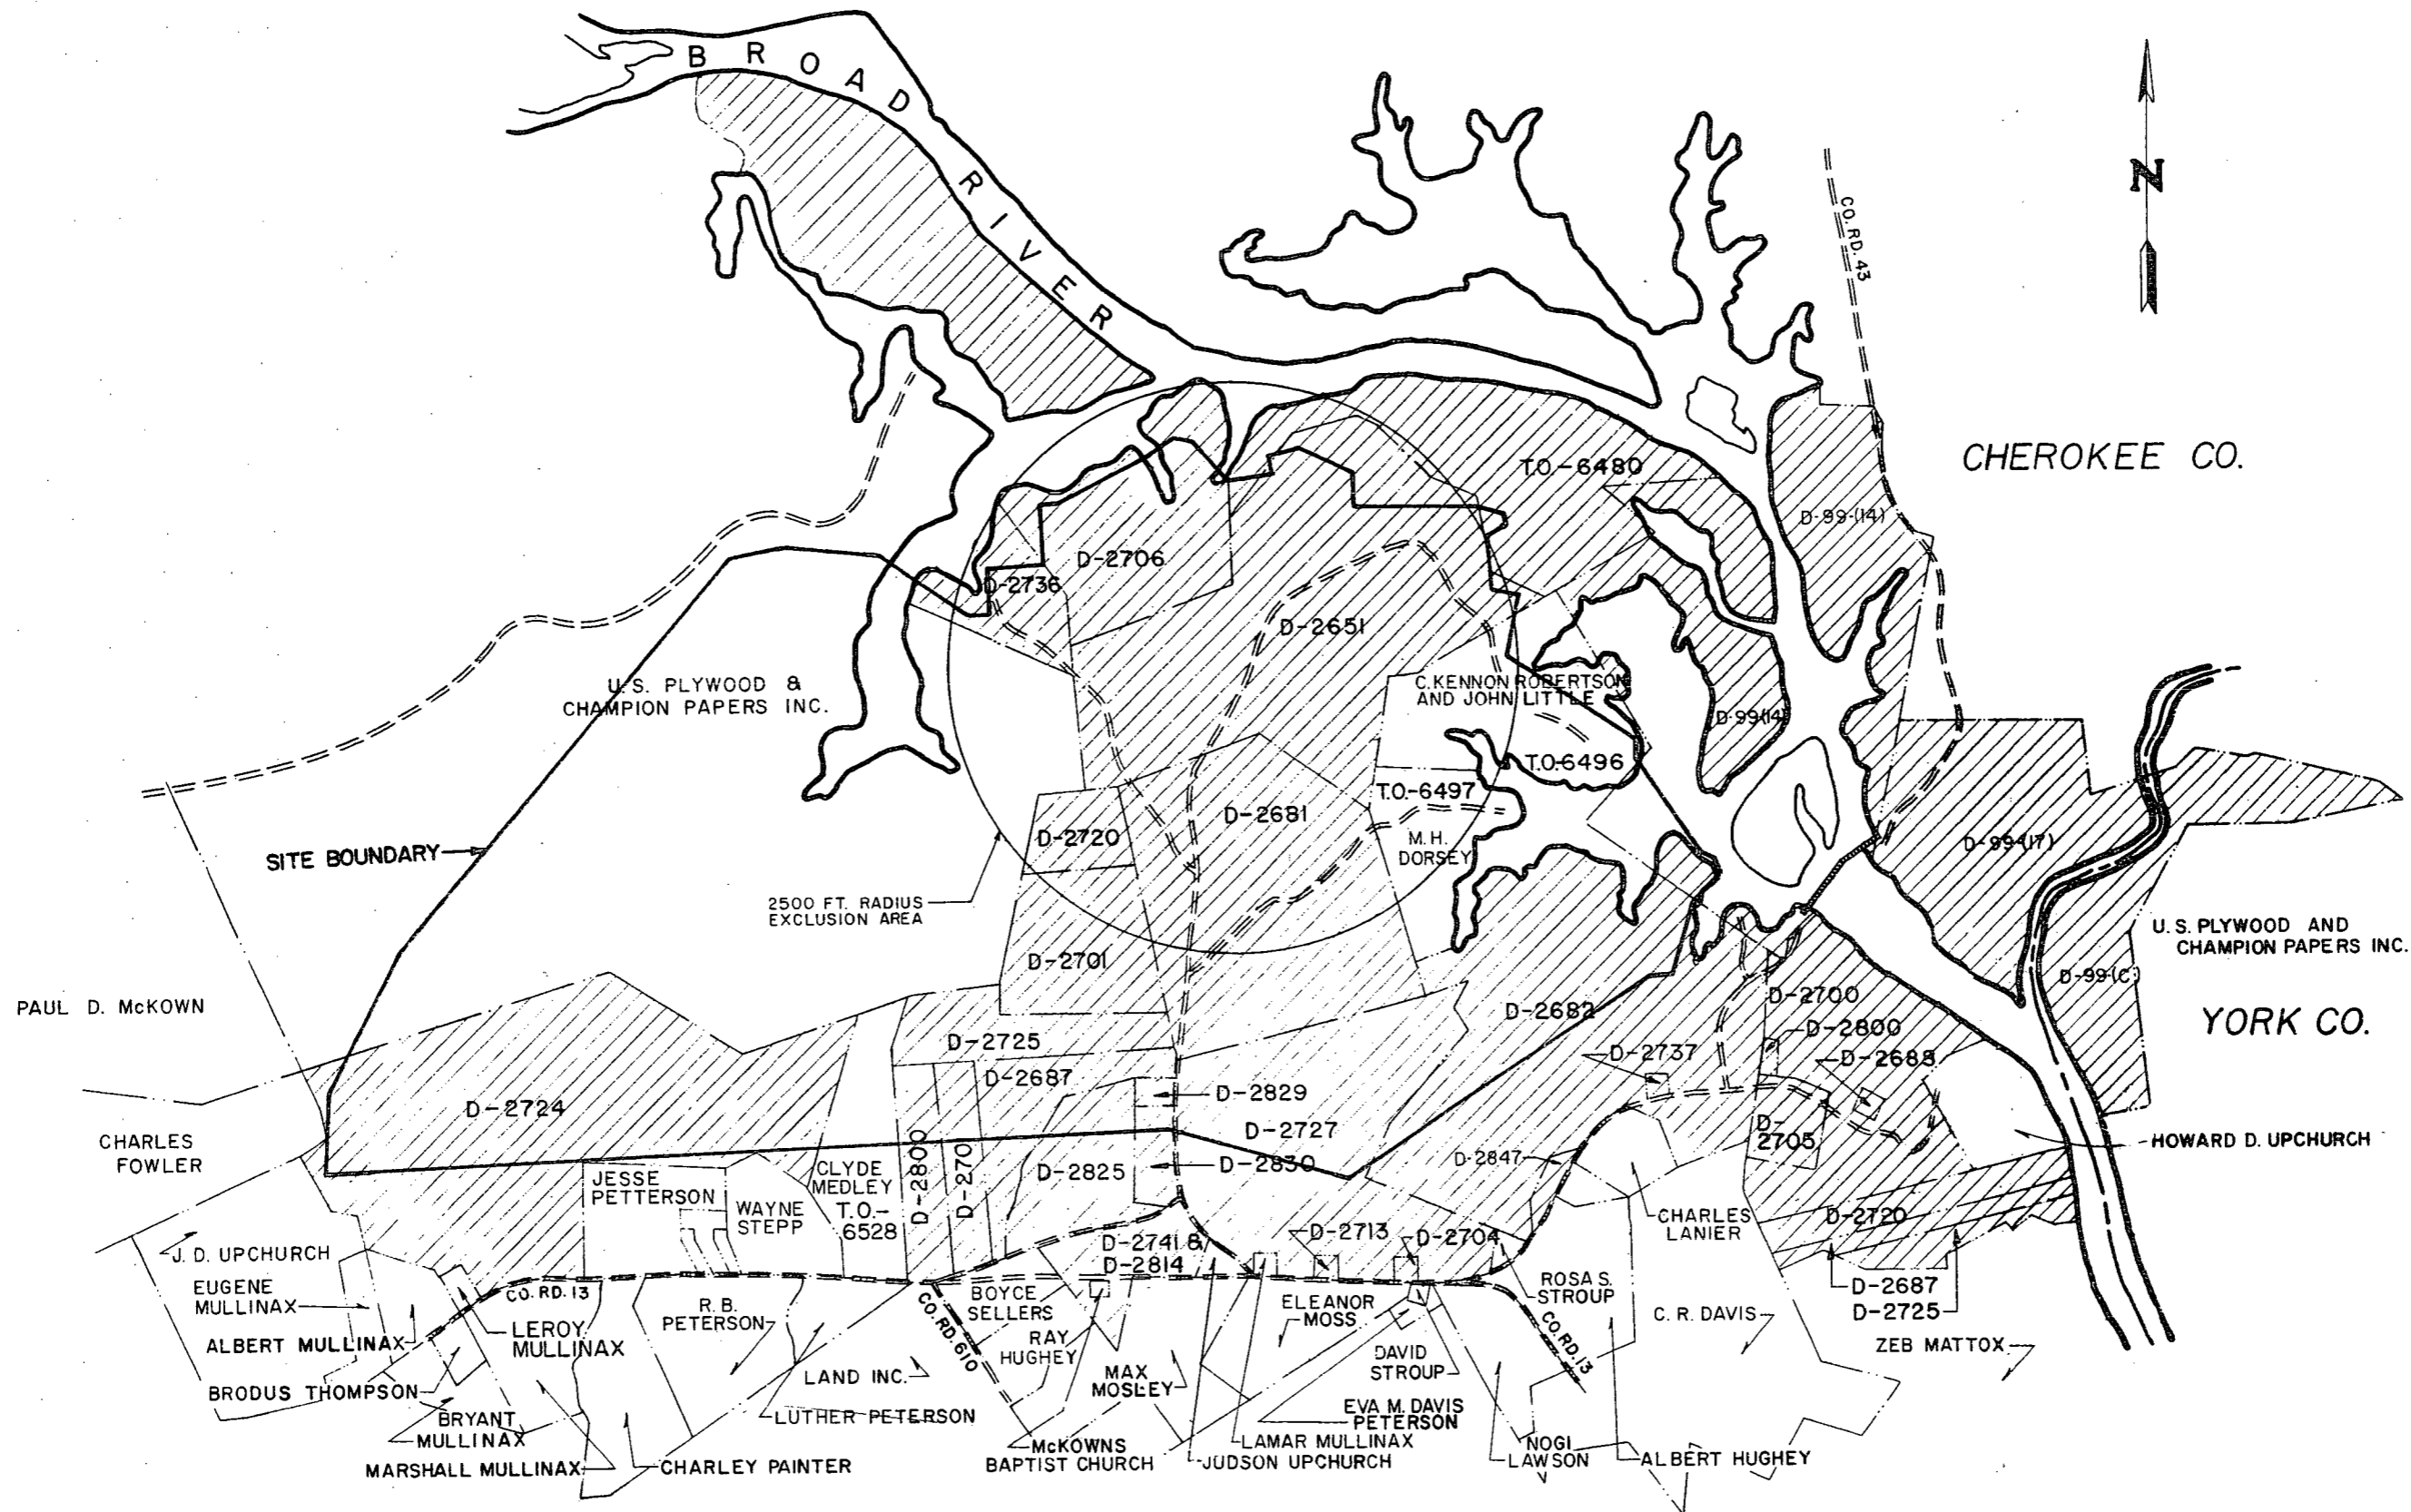 BROAD RIVER
N
CO. RD. 43
CHEROKEE CO.
T.O.-6480
D-99-(14)
D-2706
D-2736
D-2651
U.S. PLYWOOD &
CHAMPION PAPERS INC.
C. KENNON ROBERTSON
AND JOHN LITTLE
D-99(14)
T.O.-6496
T.O.-6497
D-2681
D-2720
M. H.
DORSEY
D-99-(17)
SITE BOUNDARY
2500 FT. RADIUS
EXCLUSION AREA
U. S. PLYWOOD AND
CHAMPION PAPERS INC.
D-2701
D-99-(C)
PAUL D. McKOWN
D-2700
D-2682
YORK CO.
D-2800
D-2725
D-2737
D-2688
D-2687
D-2829
D-2724
D-2727
D-2705
CHARLES
FOWLER
HOWARD D. UPCHURCH
D-2830
D-2825
D-2847
D-2800
D-2701
CLYDE
MEDLEY
T.O.-
6528
JESSE
PETTERSON
WAYNE
STEPP
CHARLES
LANIER
D-2720
D-2713
D-2704
D-2741 &
D-2814
J. D. UPCHURCH
EUGENE
MULLINAX
ROSA S.
STROUP
D-2687
D-2725
CO. RD. 13
BOYCE
SELLERS
ELEANOR
MOSS
R. B.
PETERSON
C. R. DAVIS
CO. RD. 610
CO. RD. 13
ALBERT MULLINAX
LEROY
MULLINAX
RAY
HUGHEY
ZEB MATTOX
DAVID
STROUP
LAND INC.
MAX
MOSLEY
BRODUS THOMPSON
BRYANT
MULLINAX
LUTHER PETERSON
EVA M. DAVIS
PETERSON
McKOWNS
BAPTIST CHURCH
LAMAR MULLINAX
JUDSON UPCHURCH
NOGI
LAWSON
ALBERT HUGHEY
MARSHALL MULLINAX
CHARLEY PAINTER